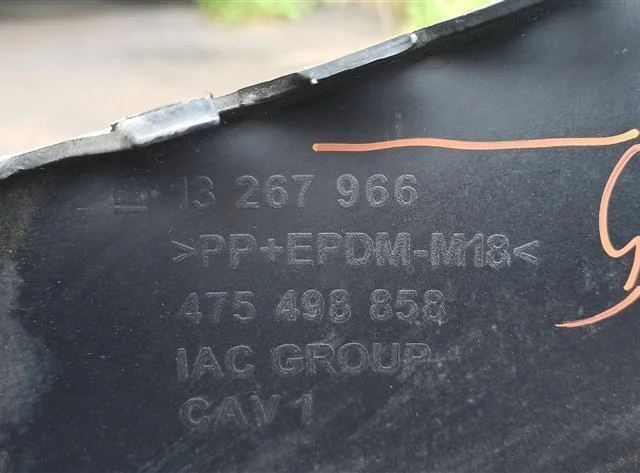 13 267 966
>PP+EPDM-M18<
475 498 858
IAC GROUP
CAV 1